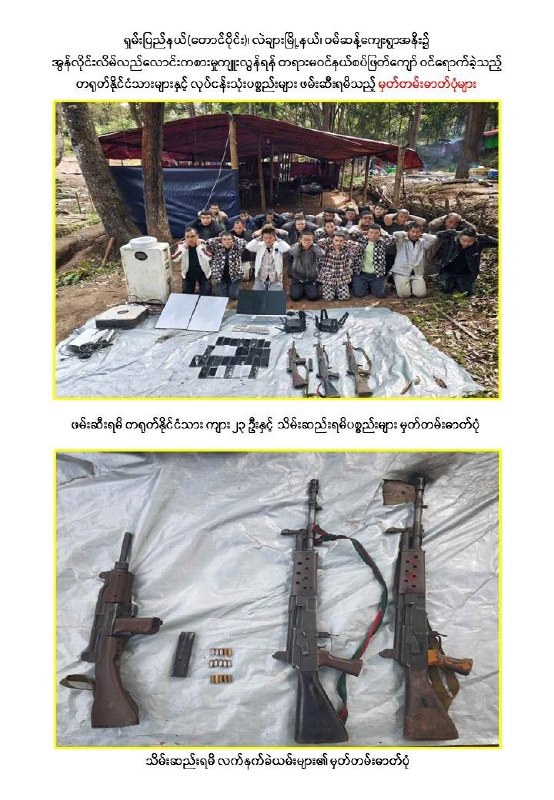 ရှမ်းပြည်နယ်(တောင်ပိုင်း)၊ လဲချားမြို့နယ်၊ ဝမ်ဆန့်ကျေးရွာအနီး၌
အွန်လိုင်းလိမ်လည်လောင်းကစားမှုကျူးလွန်ရန် တရားမဝင်နယ်စပ်ဖြတ်ကျော် ဝင်ရောက်ခဲ့သည့်
တရုတ်နိုင်ငံသားများနှင့် လုပ်ငန်းသုံးပစ္စည်းများ ဖမ်းဆီးရမိသည့် မှတ်တမ်းဓာတ်ပုံများ
ဖမ်းဆီးရမိ တရုတ်နိုင်ငံသား ကျား ၂၃ ဦးနှင့် သိမ်းဆည်းရမိပစ္စည်းများ မှတ်တမ်းဓာတ်ပုံ
သိမ်းဆည်းရမိ လက်နက်ခဲယမ်းများ၏ မှတ်တမ်းဓာတ်ပုံ